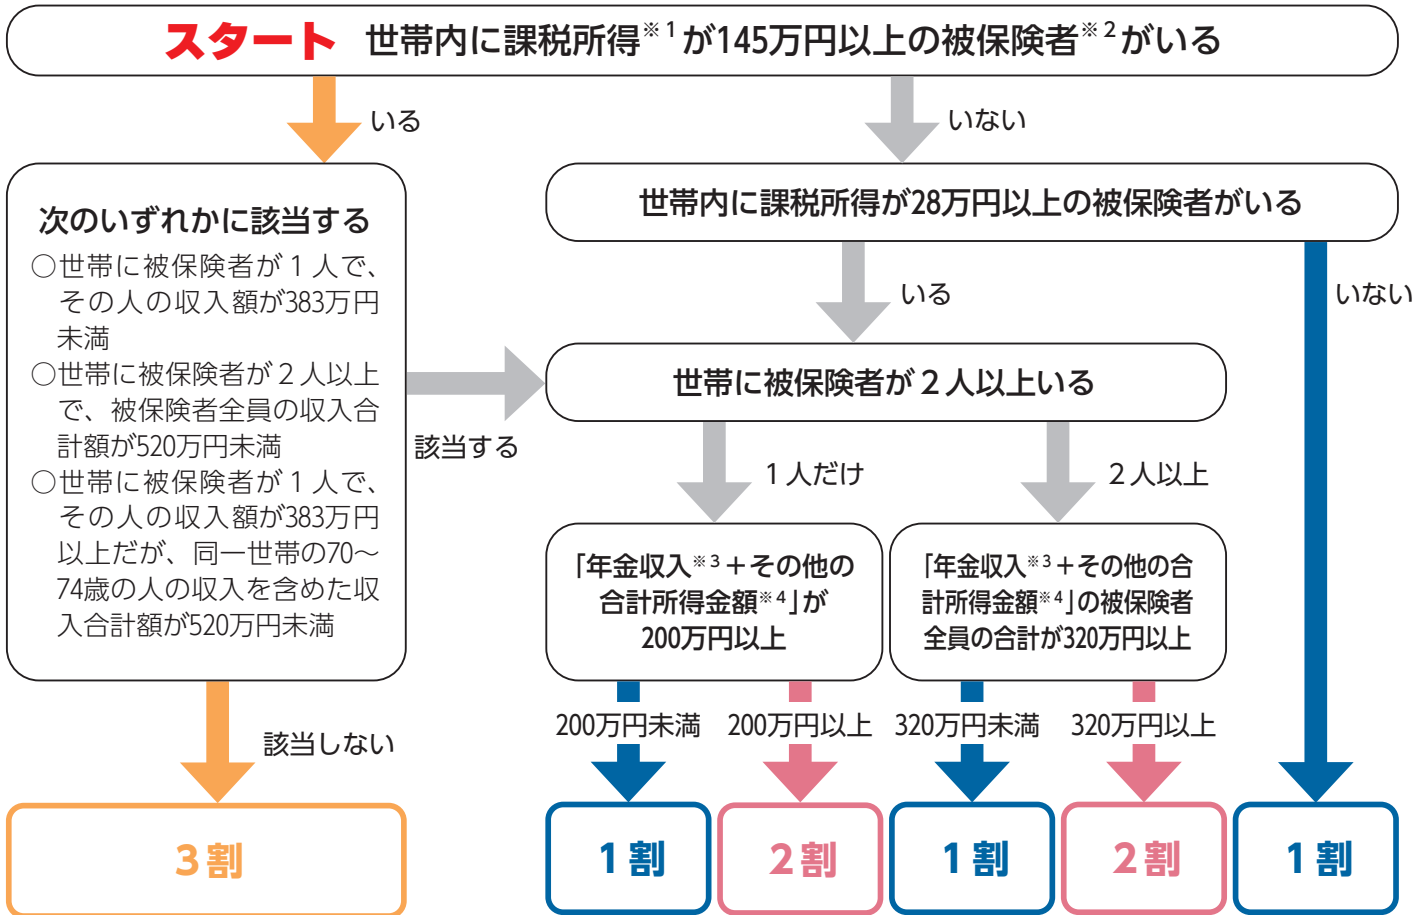 スタート 世帯内に課税所得※1が145万円以上の被保険者※2がいる
いる
いない
次のいずれかに該当する
○世帯に被保険者が１人で、
その人の収入額が383万円
未満
○世帯に被保険者が２人以上
で、被保険者全員の収入合
計額が520万円未満
○世帯に被保険者が１人で、
その人の収入額が383万円
以上だが、同一世帯の70～
74歳の人の収入を含めた収
入合計額が520万円未満
世帯内に課税所得が28万円以上の被保険者がいる
いる
いない
該当する
世帯に被保険者が２人以上いる
１人だけ
２人以上
「年金収入※3＋その他の
合計所得金額※4」が
200万円以上
「年金収入※3＋その他の合
計所得金額※4」の被保険者
全員の合計が320万円以上
該当しない
200万円未満
200万円以上
320万円未満
320万円以上
３割
１割
２割
１割
２割
１割